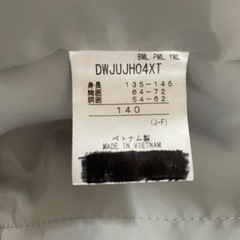 BML, PML, YML
DWJUJH04XT
身長 135-145
胸囲 64-72
胴囲 54-62
140
(J-F)
ベトナム製
MADE IN VIETNAM